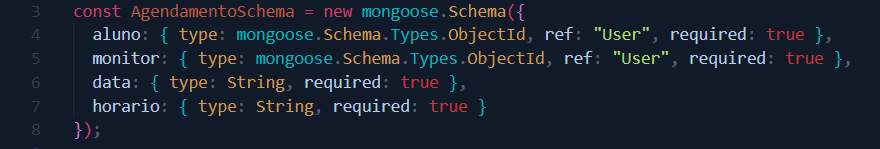 3 const AgendamentoSchema = new mongoose.Schema({
4 aluno: { type: mongoose.Schema.Types.ObjectId, ref: "User", required: true },
5 monitor: { type: mongoose.Schema.Types.ObjectId, ref: "User", required: true },
6 data: { type: String, required: true },
7 horario: { type: String, required: true }
8 });